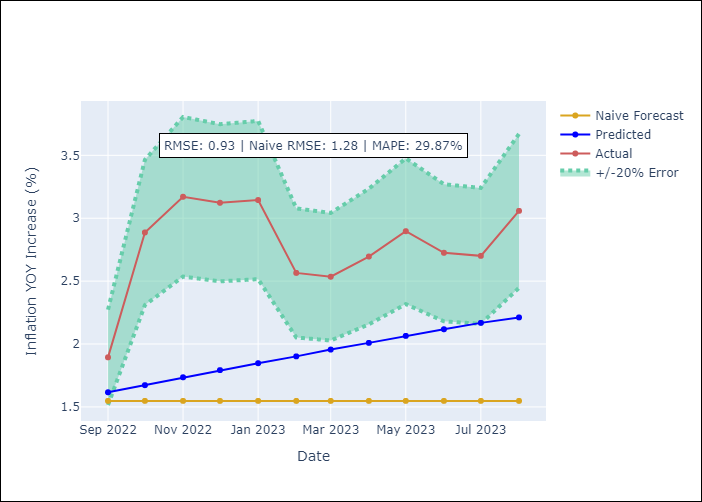 RMSE: 0.93 | Naive RMSE: 1.28 | MAPE: 29.87%
Naive Forecast
Predicted
Actual
+/-20% Error
Inflation YOY Increase (%)
3.5
3
2.5
2
1.5
Sep 2022 Nov 2022 Jan 2023 Mar 2023 May 2023 Jul 2023
Date